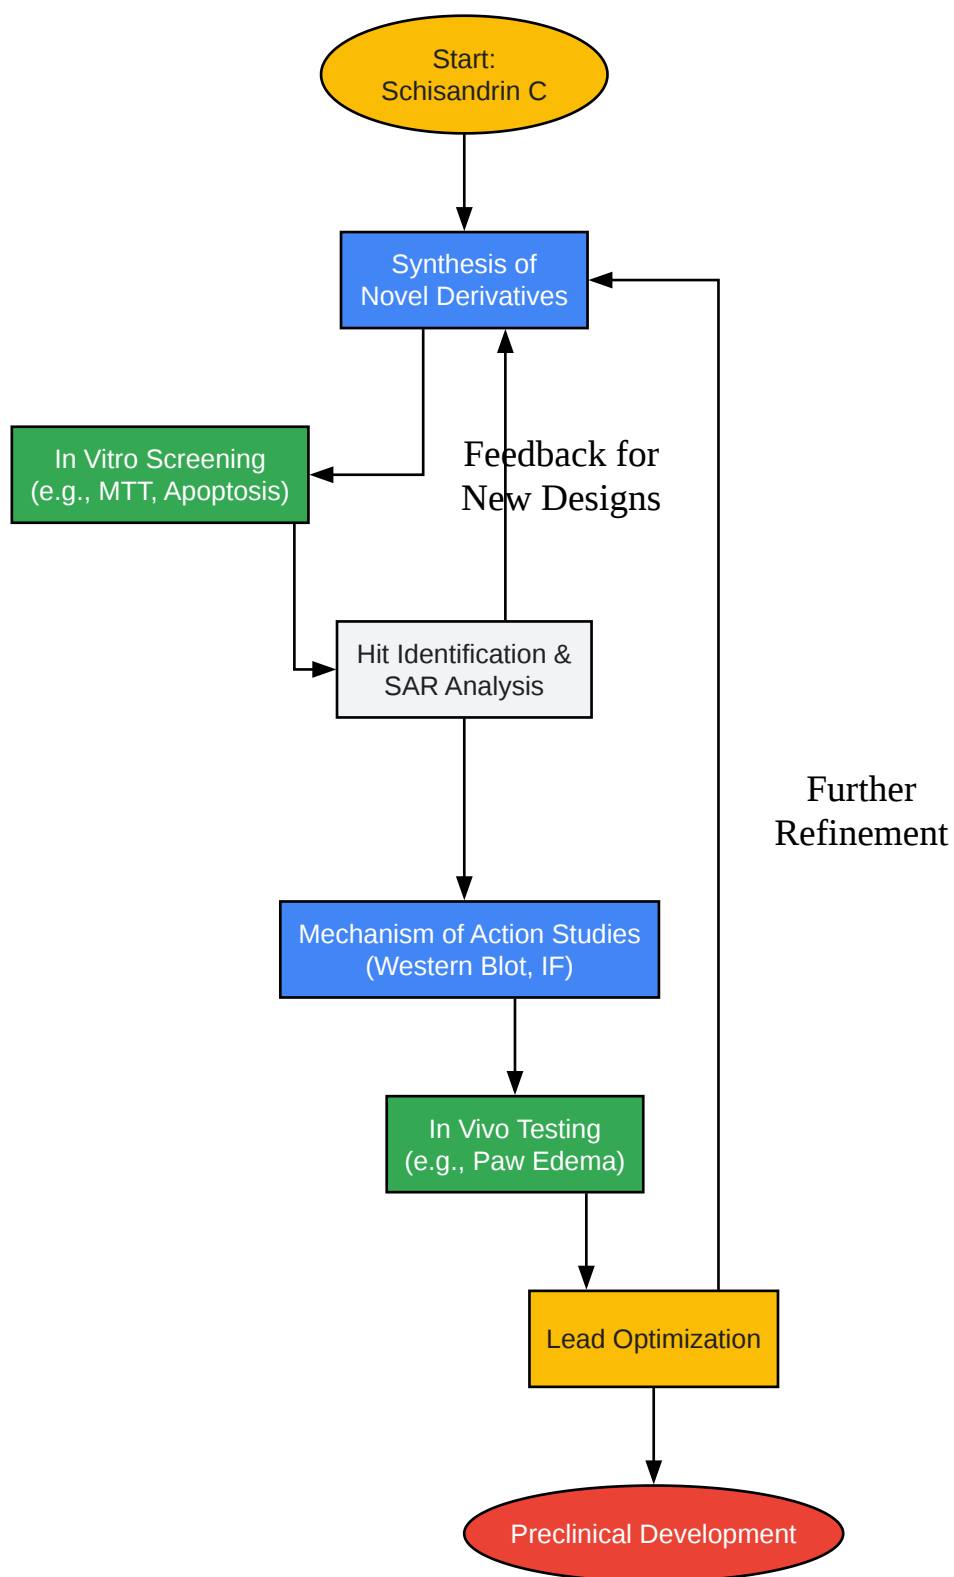 Start:
Schisandrin C
Synthesis of
Novel Derivatives
In Vitro Screening
(e.g., MTT, Apoptosis)
Feedback for
New Designs
Hit Identification &
SAR Analysis
Further
Refinement
Mechanism of Action Studies
(Western Blot, IF)
In Vivo Testing
(e.g., Paw Edema)
Lead Optimization
Preclinical Development